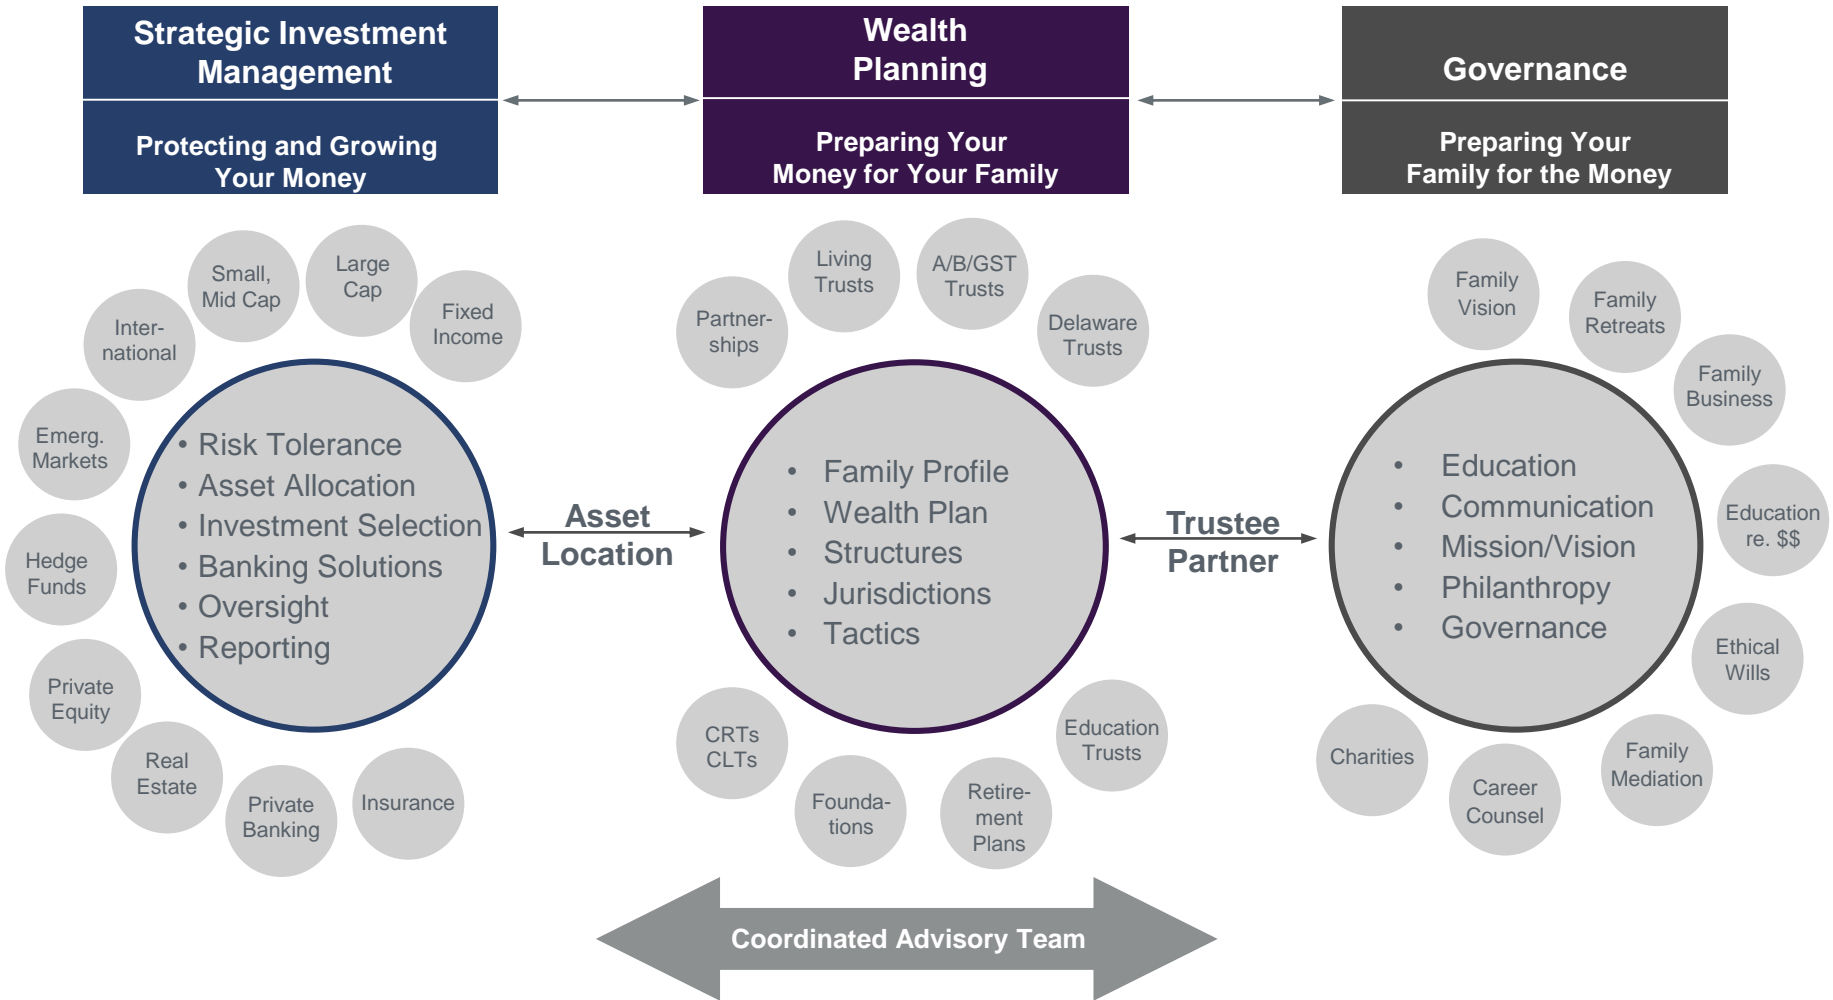 Strategic Investment
Management
Protecting and Growing
Your Money
Wealth
Planning
Preparing Your
Money for Your Family
Governance
Preparing Your
Family for the Money
Small,
Mid Cap
Large
Cap
Fixed
Income
Inter-
national
Emerg.
Markets
Hedge
Funds
Private
Equity
Real
Estate
Private
Banking
Insurance
• Risk Tolerance
• Asset Allocation
• Investment Selection
• Banking Solutions
• Oversight
• Reporting
Asset
Location
Partner-
ships
Living
Trusts
A/B/GST
Trusts
Delaware
Trusts
• Family Profile
• Wealth Plan
• Structures
• Jurisdictions
• Tactics
CRTs
CLTs
Founda-
tions
Retire-
ment
Plans
Education
Trusts
Trustee
Partner
Family
Vision
Family
Retreats
Family
Business
Education
re. $$
Ethical
Wills
Family
Mediation
Career
Counsel
Charities
• Education
• Communication
• Mission/Vision
• Philanthropy
• Governance
Coordinated Advisory Team